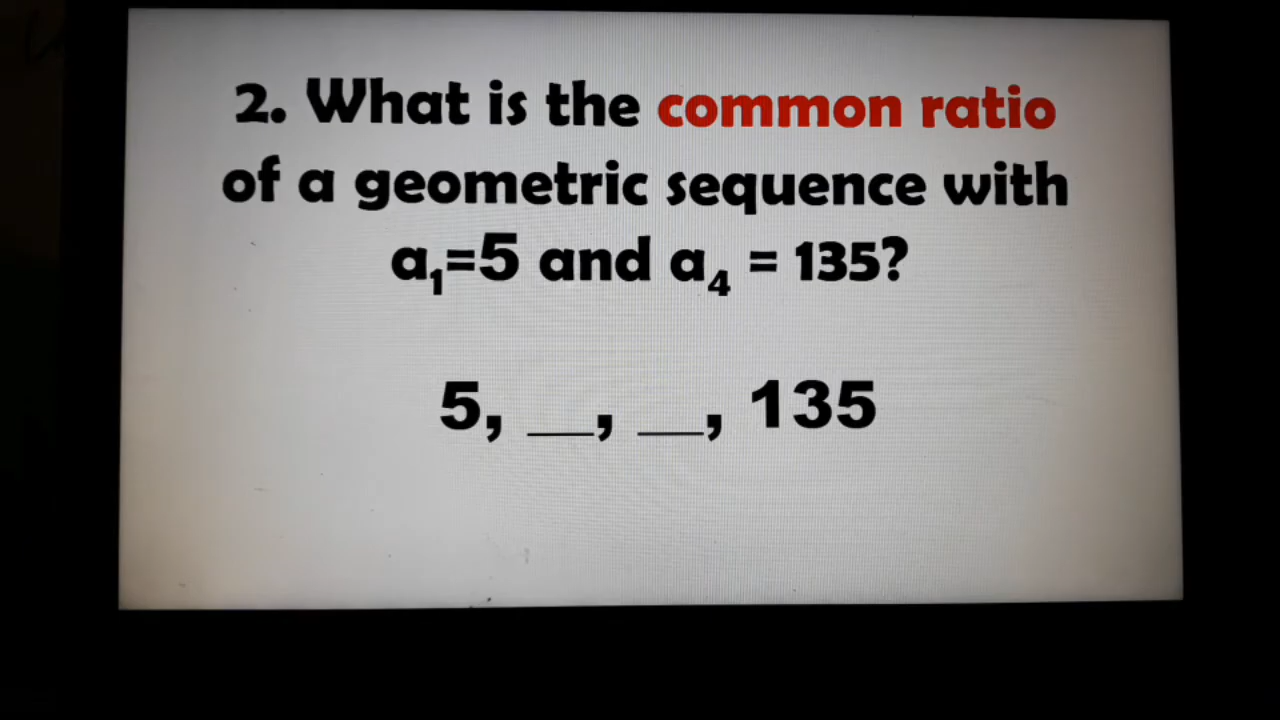 2. What is the common ratio
of a geometric sequence with
a₁=5 and a₄ = 135?
5, __, __, 135